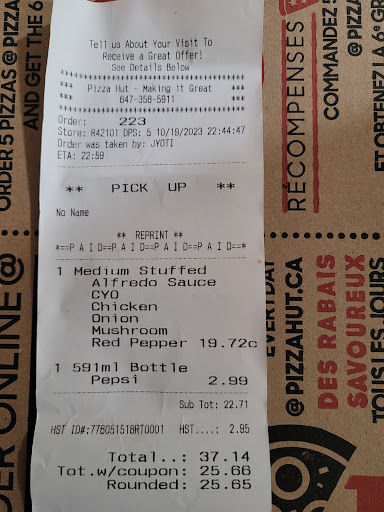 Tell us About Your Visit To
Receive a Great Offer!
See Details Below
********************************
*** Pizza Hut - Making it Great ***
*** 647-358-5911 ***
********************************
Order: 223
Store: R42101 DPS: 5 10/19/2023 22:44:47
Order was taken by: JYOTI
ETA: 22:59
** PICK UP **
No Name
** REPRINT **
*==P A I D==P A I D==P A I D==P A I D==*
1 Medium Stuffed
Alfredo Sauce
CYO
Chicken
Onion
Mushroom
Red Pepper 19.72c
1 591ml Bottle
Pepsi 2.99
Sub Tot: 22.71
HST ID#:776051518RT0001 HST....: 2.95
Total..: 37.14
Tot.w/coupon: 25.66
Rounded: 25.65
ORDER 5 PIZZAS @ PIZZA
AND GET THE 6
DER ONLINE @
RÉCOMPENSES
COMMANDEZ 5
@ PIZZA
ET OBTENEZ LA 6
EVERYDAY
@PIZZAHUT.CA
DES RABAIS
SAVOUREUX
TOUS LES JOURS